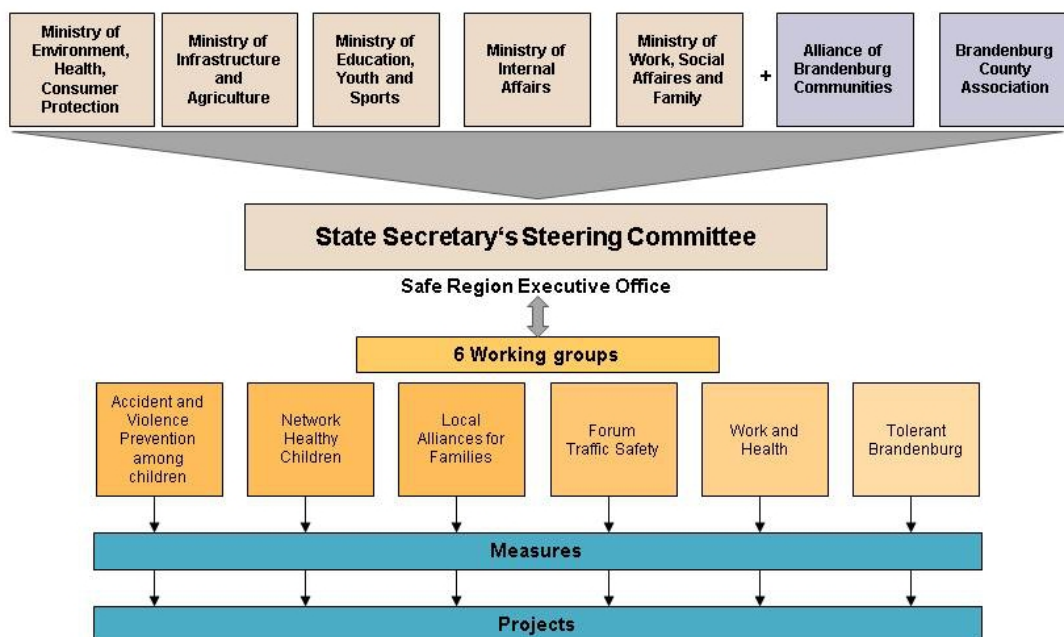 Ministry of
Environment,
Health,
Consumer
Protection
Ministry of
Infrastructure
and
Agriculture
Ministry of
Education,
Youth and
Sports
Ministry of
Internal
Affairs
Ministry of
Work, Social
Affaires and
Family
+
Alliance of
Brandenburg
Communities
Brandenburg
County
Association
State Secretary‘s Steering Committee
Safe Region Executive Office
6 Working groups
Accident and
Violence
Prevention
among
children
Network
Healthy
Children
Local
Alliances for
Families
Forum
Traffic Safety
Work and
Health
Tolerant
Brandenburg
Measures
Projects